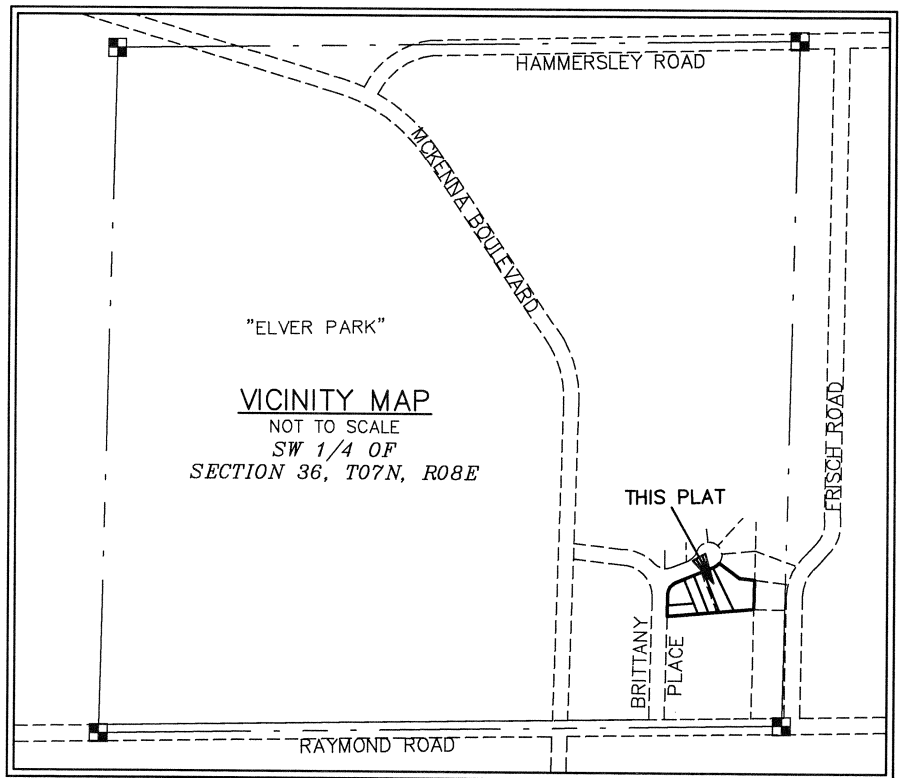 HAMMERSLEY ROAD
MCKENNA BOULEVARD
"ELVER PARK"
VICINITY MAP
NOT TO SCALE
SW 1/4 OF
SECTION 36, T07N, R08E
FRISCH ROAD
THIS PLAT
BRITTANY
PLACE
RAYMOND ROAD